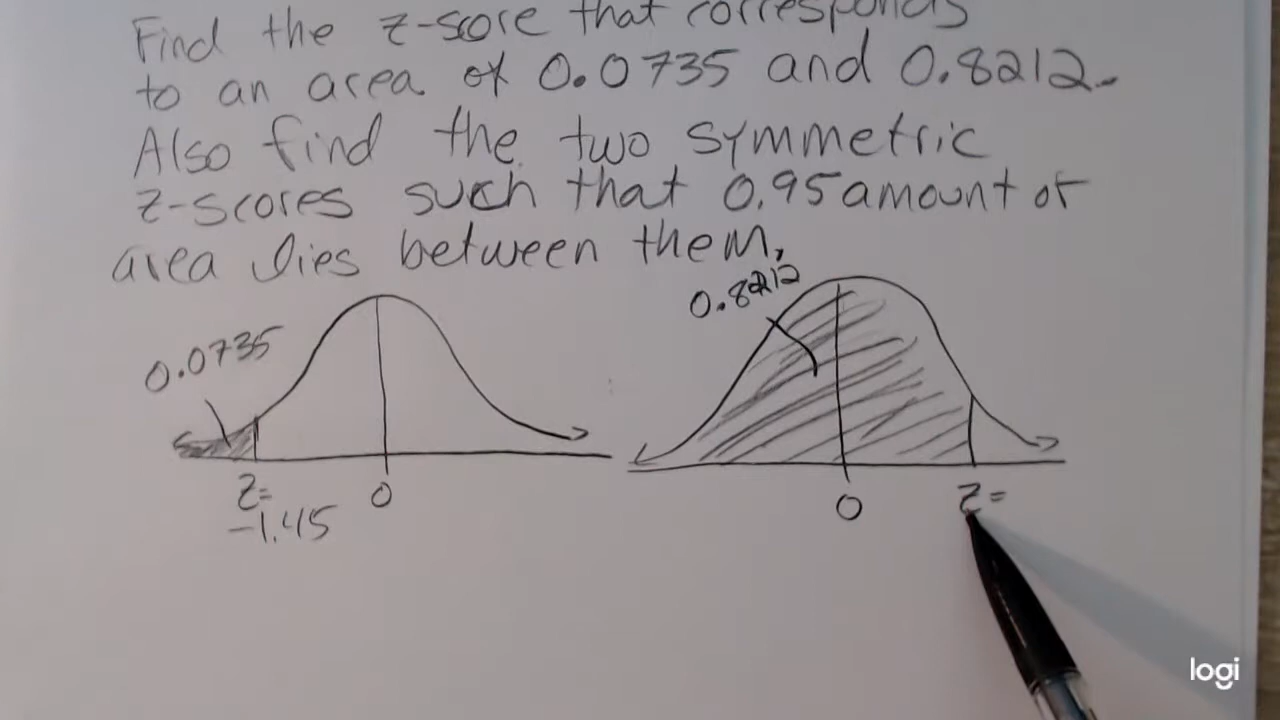 Find the z-score that corresponds
to an area of 0.0735 and 0.8212.
Also find the two symmetric
z-scores such that 0.95 amount of
area lies between them.
0.8212
0.0735
z=
-1.45
0
0
z=
logi